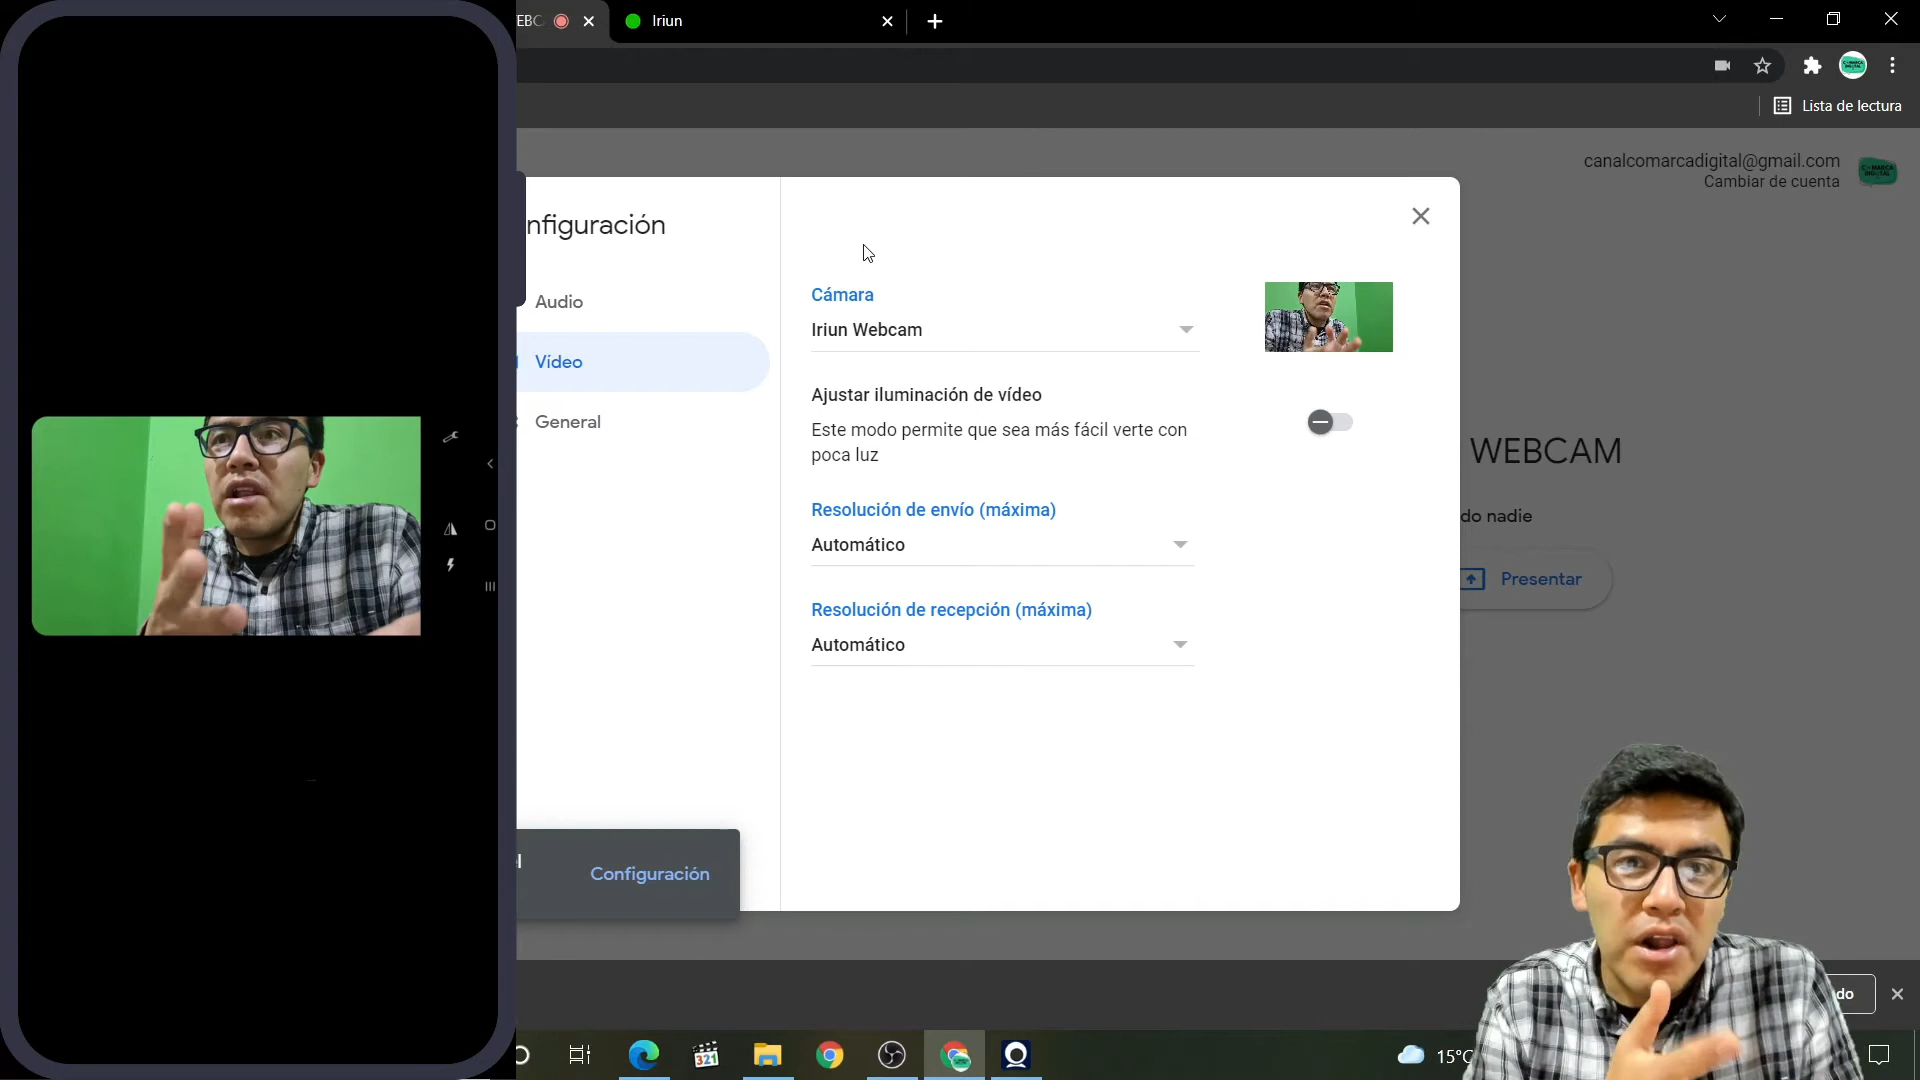 EBC
Iriun
Lista de lectura
canalcomarcadigital@gmail.com
Cambiar de cuenta
nfiguración
Audio
Vídeo
General
Cámara
Iriun Webcam
Ajustar iluminación de vídeo
Este modo permite que sea más fácil verte con
poca luz
Resolución de envío (máxima)
Automático
Resolución de recepción (máxima)
Automático
WEBCAM
do nadie
Presentar
el
Configuración
do
321
15°C